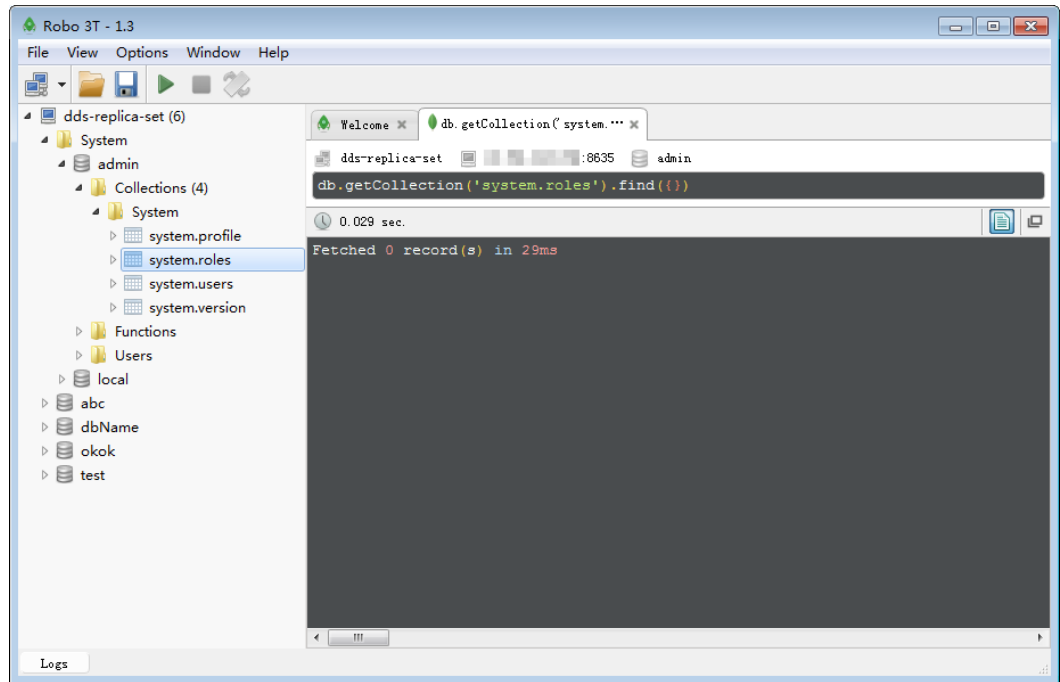 Robo 3T - 1.3
File View Options Window Help
dds-replica-set (6)
System
admin
Collections (4)
System
system.profile
system.roles
system.users
system.version
Functions
Users
local
abc
dbName
okok
test
Welcome
db.getCollection('system.…
dds-replica-set :8635 admin
db.getCollection('system.roles').find({})
0.029 sec.
Fetched 0 record(s) in 29ms
Logs